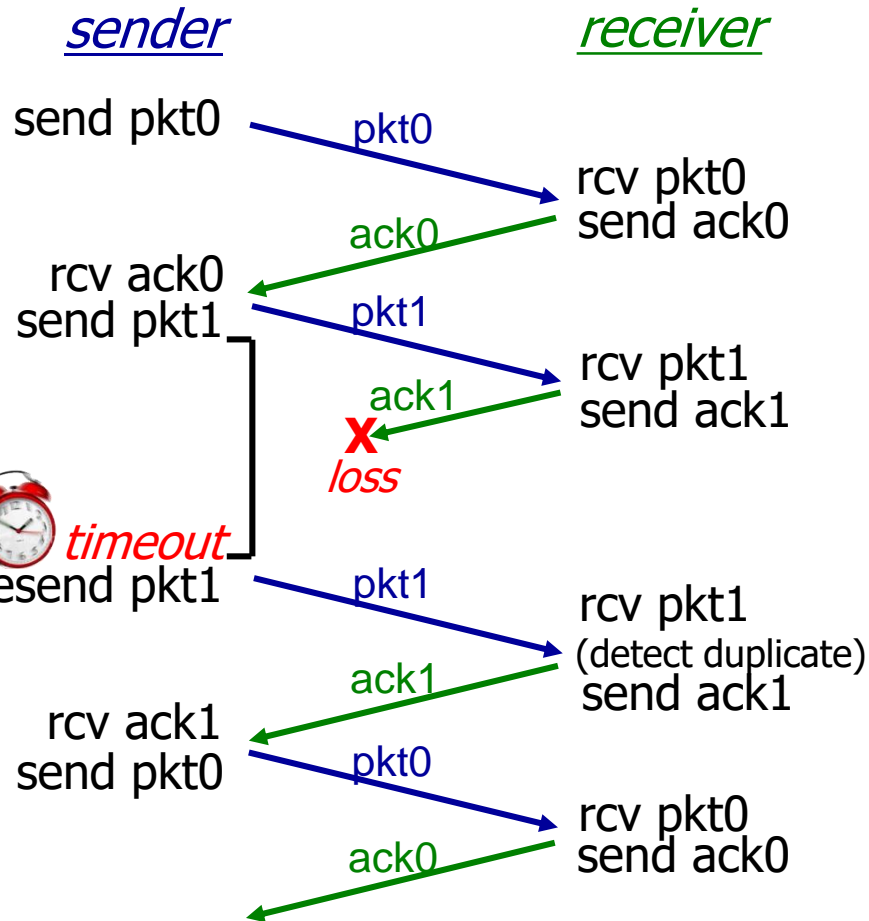 sender
receiver
send pkt0
pkt0
rcv pkt0
send ack0
ack0
rcv ack0
send pkt1
pkt1
rcv pkt1
send ack1
ack1
X
loss
timeout
esend pkt1
pkt1
rcv pkt1
(detect duplicate)
send ack1
ack1
rcv ack1
send pkt0
pkt0
rcv pkt0
send ack0
ack0